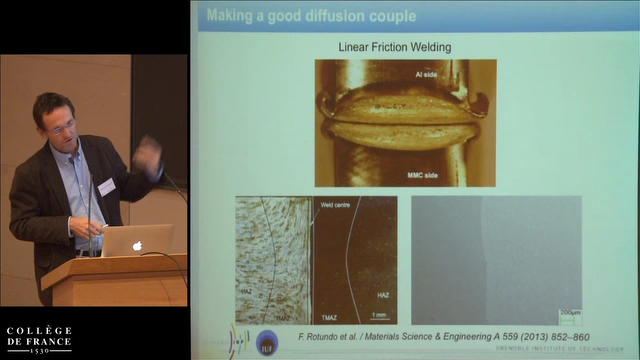 Making a good diffusion couple
Linear Friction Welding
Al side
MMC side
Weld centre
HAZ
TMAZ
TMAZ
HAZ
1 mm
200µm
F. Rotundo et al. / Materials Science & Engineering A 559 (2013) 852–860
IUF
GRENOBLE INSTITUTE OF TECHNOLOGY
COLLÈGE
DE FRANCE
1530